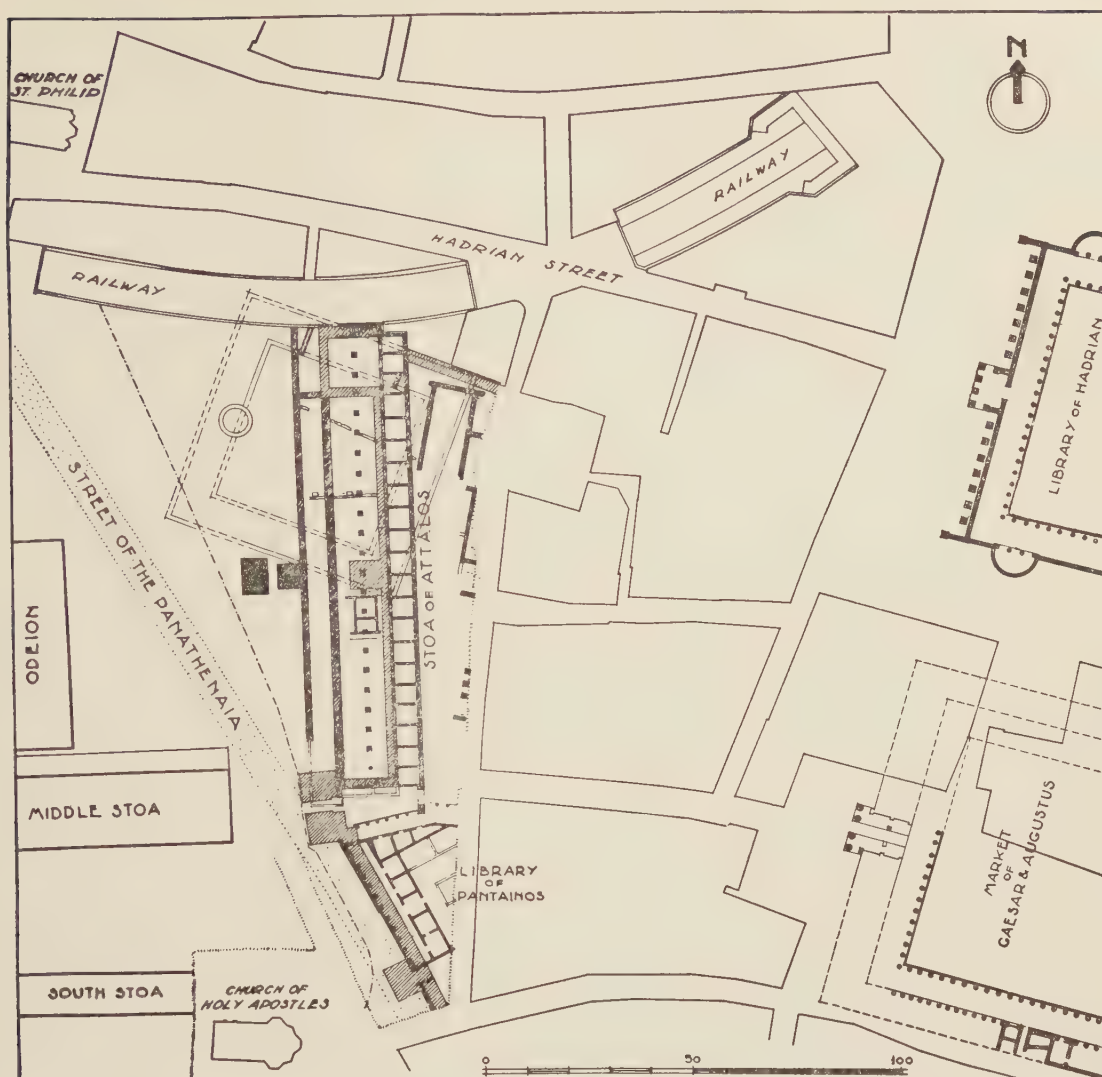 CHURCH OF
ST. PHILIP
N
RAILWAY
HADRIAN STREET
RAILWAY
LIBRARY OF HADRIAN
STREET OF THE PANATHENAIA
STOA OF ATTALOS
ODEION
MIDDLE STOA
MARKET
OF
CAESAR & AUGUSTUS
LIBRARY
OF
PANTAINOS
SOUTH STOA
CHURCH OF
HOLY APOSTLES
0 50 100